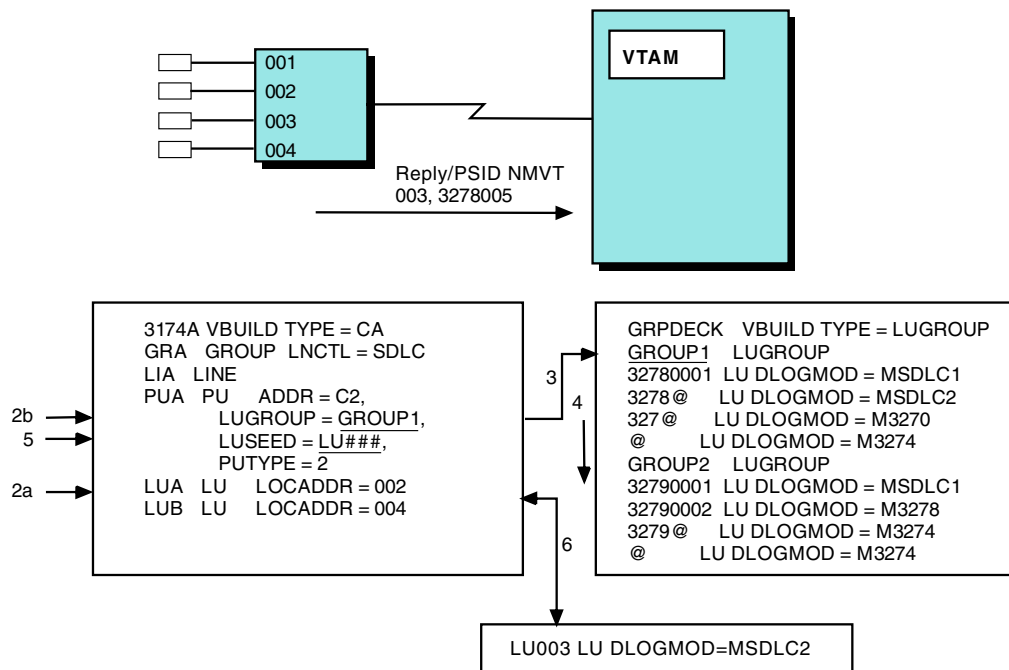 001
002
003
004
VTAM
Reply/PSID NMVT
003, 3278005
3174A VBUILD TYPE = CA
GRA GROUP LNCTL = SDLC
LIA LINE
PUA PU ADDR = C2,
LUGROUP = GROUP1,
LUSEED = LU###,
PUTYPE = 2
LUA LU LOCADDR = 002
LUB LU LOCADDR = 004
2b
5
2a
3
4
6
GRPDECK VBUILD TYPE = LUGROUP
GROUP1 LUGROUP
32780001 LU DLOGMOD = MSDLC1
3278@ LU DLOGMOD = MSDLC2
327@ LU DLOGMOD = M3270
@ LU DLOGMOD = M3274
GROUP2 LUGROUP
32790001 LU DLOGMOD = MSDLC1
32790002 LU DLOGMOD = M3278
3279@ LU DLOGMOD = M3274
@ LU DLOGMOD = M3274
LU003 LU DLOGMOD=MSDLC2